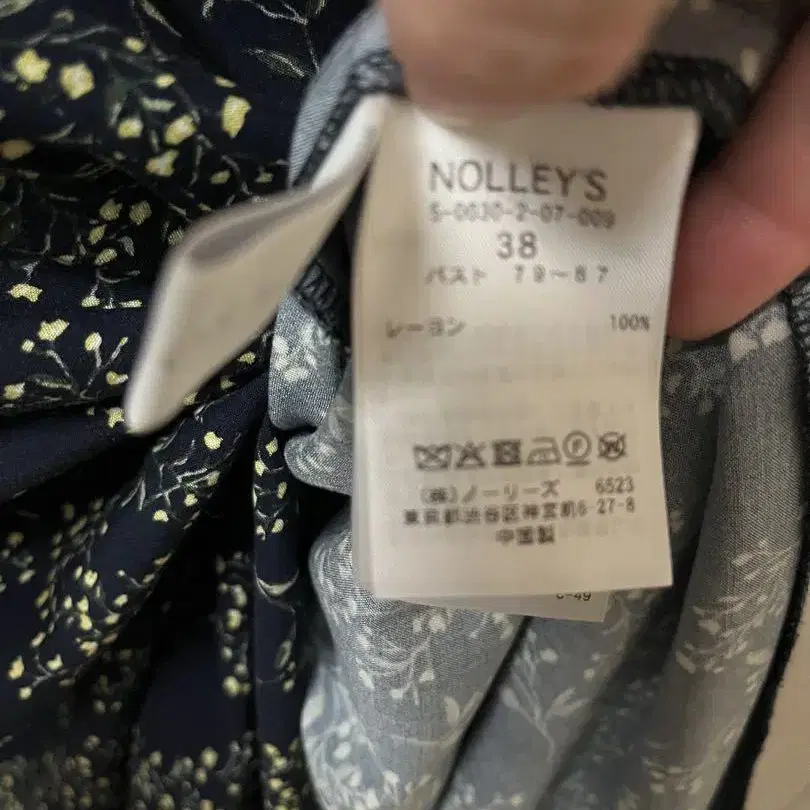 NOLLEY'S
S-0030-2-07-009
38
バスト 79~87
レーヨン 100%
(株)ノーリーズ 6523
東京都渋谷区神宮前6-27-8
中国製
-49